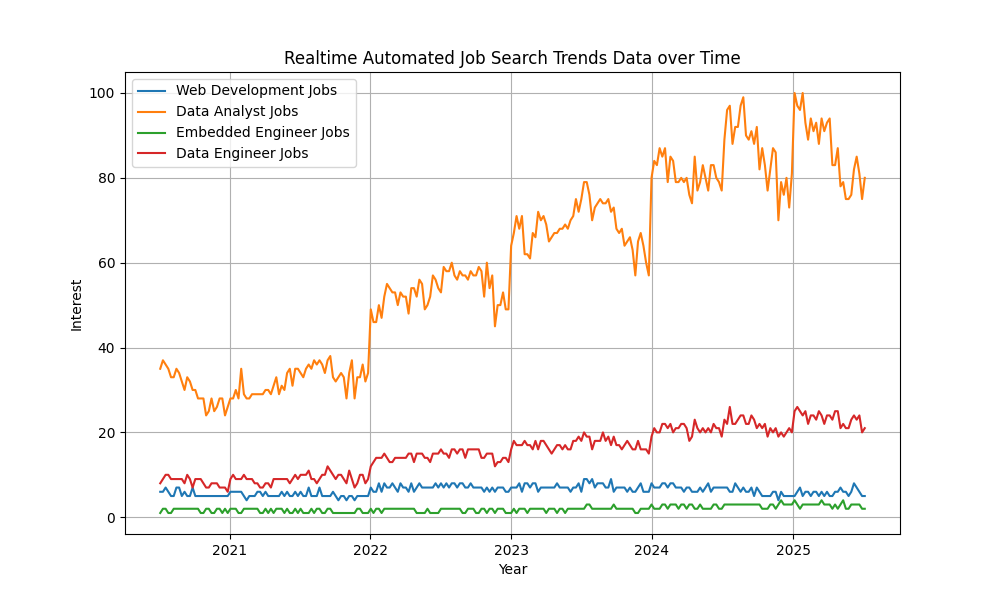 Realtime Automated Job Search Trends Data over Time
Web Development Jobs
Data Analyst Jobs
Embedded Engineer Jobs
Data Engineer Jobs
100
80
60
40
20
0
Interest
2021 2022 2023 2024 2025
Year